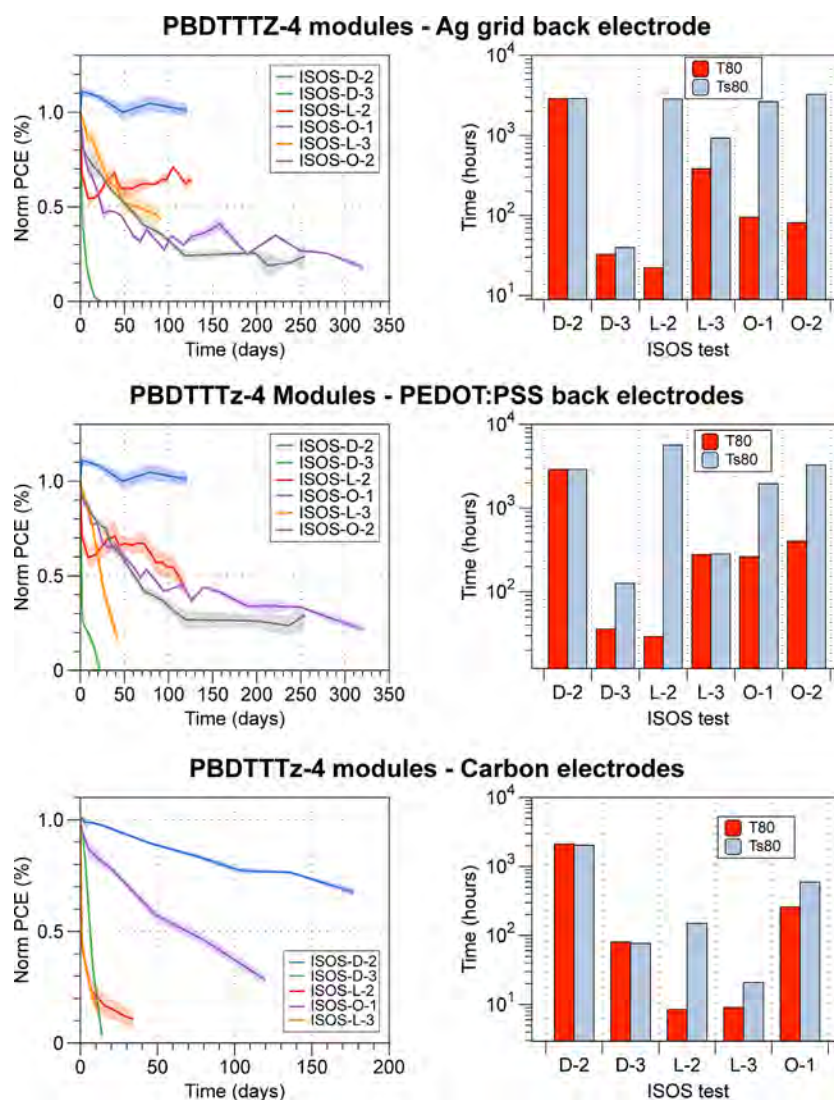 PBDTTTZ-4 modules - Ag grid back electrode
Norm PCE (%)
1.0
0.5
0
0 50 100 150 200 250 300 350
Time (days)
ISOS-D-2
ISOS-D-3
ISOS-L-2
ISOS-O-1
ISOS-L-3
ISOS-O-2
Time (hours)
10^4
10^3
10^2
10^1
T80
Ts80
D-2 D-3 L-2 L-3 O-1 O-2
ISOS test
PBDTTTz-4 Modules - PEDOT:PSS back electrodes
Norm PCE (%)
1.0
0.5
0
0 50 100 150 200 250 300 350
Time (days)
ISOS-D-2
ISOS-D-3
ISOS-L-2
ISOS-O-1
ISOS-L-3
ISOS-O-2
Time (hours)
10^4
10^3
10^2
T80
Ts80
D-2 D-3 L-2 L-3 O-1 O-2
ISOS test
PBDTTTz-4 modules - Carbon electrodes
Norm PCE (%)
1.0
0.5
0
0 50 100 150 200
Time (days)
ISOS-D-2
ISOS-D-3
ISOS-L-2
ISOS-O-1
ISOS-L-3
Time (hours)
10^4
10^3
10^2
10^1
T80
Ts80
D-2 D-3 L-2 L-3 O-1
ISOS test